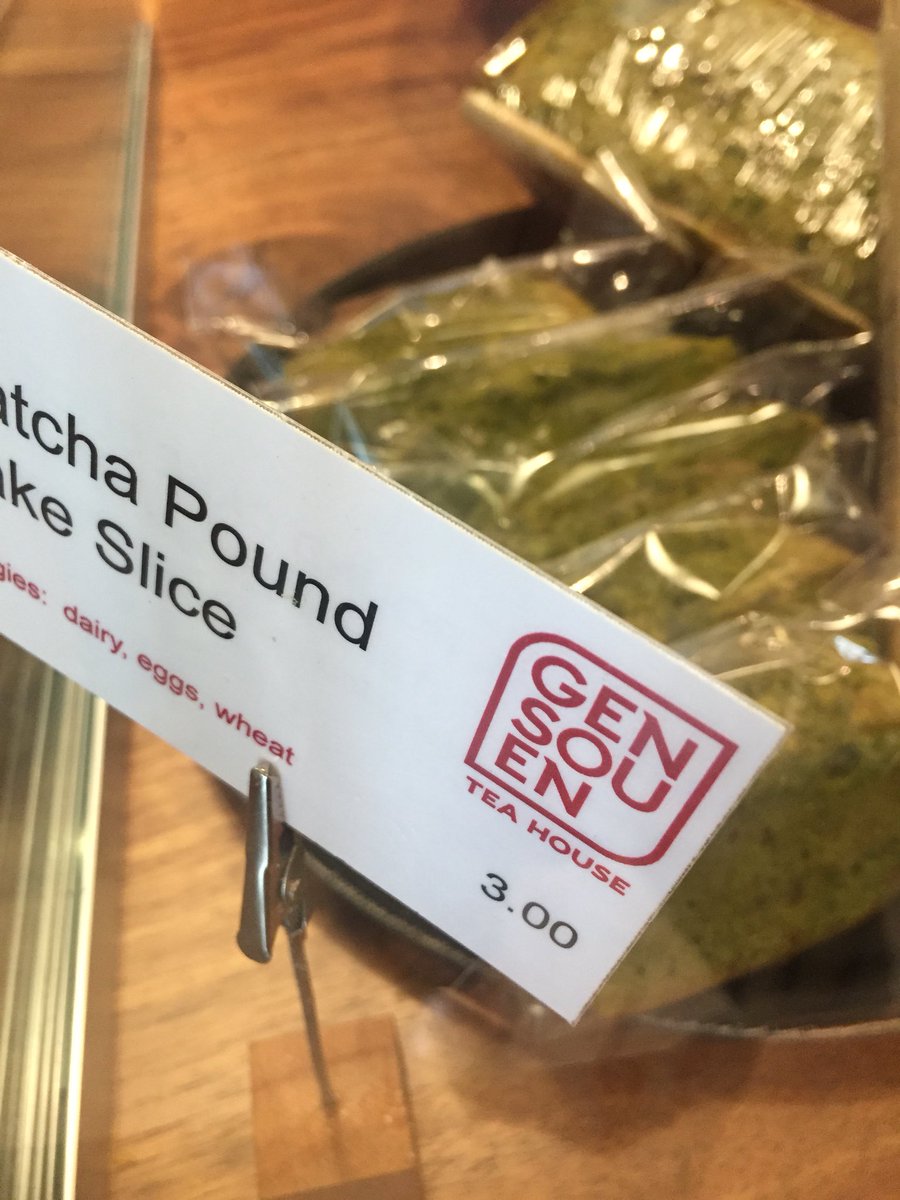 atcha Pound
ake Slice
gies: dairy, eggs, wheat
GEN
SOU
EN
TEA HOUSE
3.00